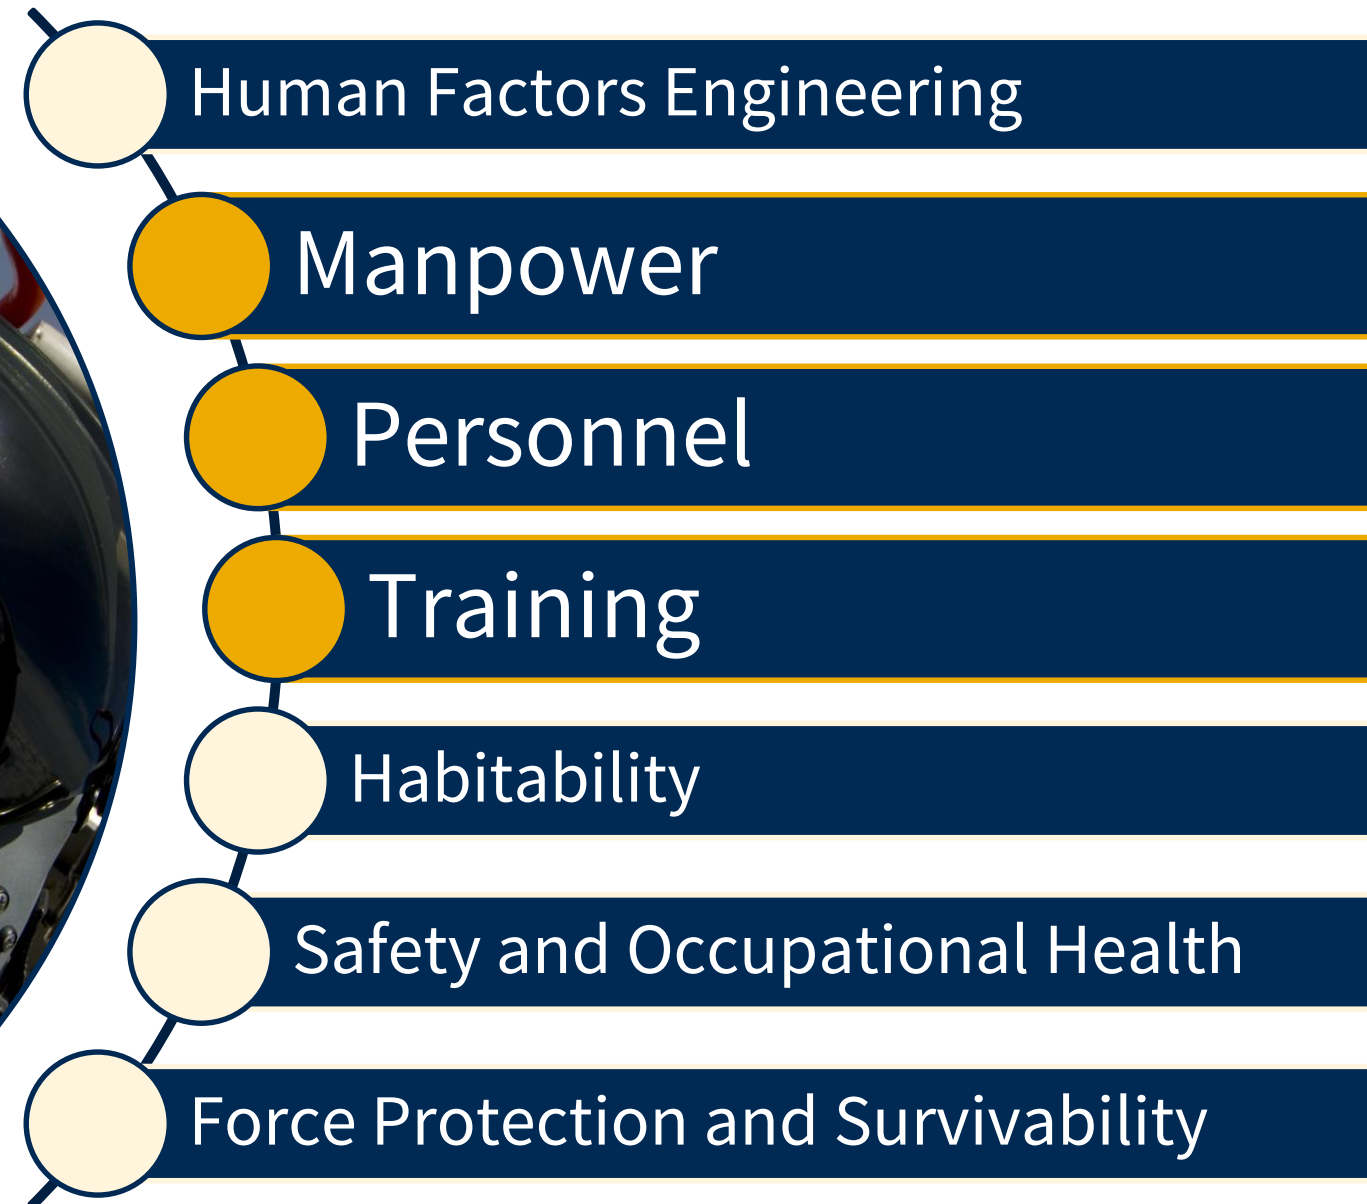 Human Factors Engineering
Manpower
Personnel
Training
Habitability
Safety and Occupational Health
Force Protection and Survivability